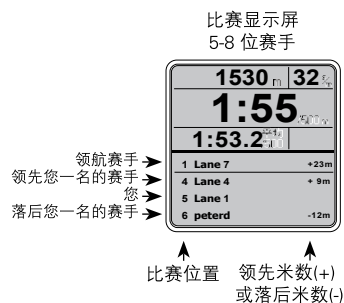 比赛显示屏
5-8 位赛手
1530 m 32
1:55
1:53.2
领航赛手 1 Lane 7 +23m
领先您一名的赛手 4 Lane 4 + 9m
您 5 Lane 1
落后您一名的赛手 6 peterd -12m
比赛位置
领先米数(+)
或落后米数(-)